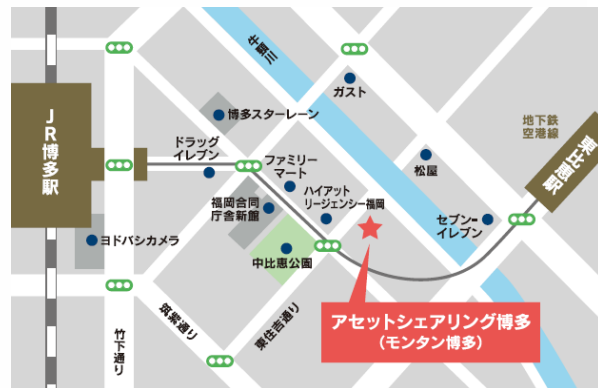 牛頸川
ガスト
博多スターレーン
地下鉄
空港線
東比恵駅
JR博多駅
ドラッグ
イレブン
ファミリー
マート
松屋
ハイアット
リージェンシー福岡
福岡合同
庁舎新館
セブン-
イレブン
ヨドバシカメラ
中比恵公園
アセットシェアリング博多
(モンタン博多)
筑紫通り
東住吉通り
竹下通り